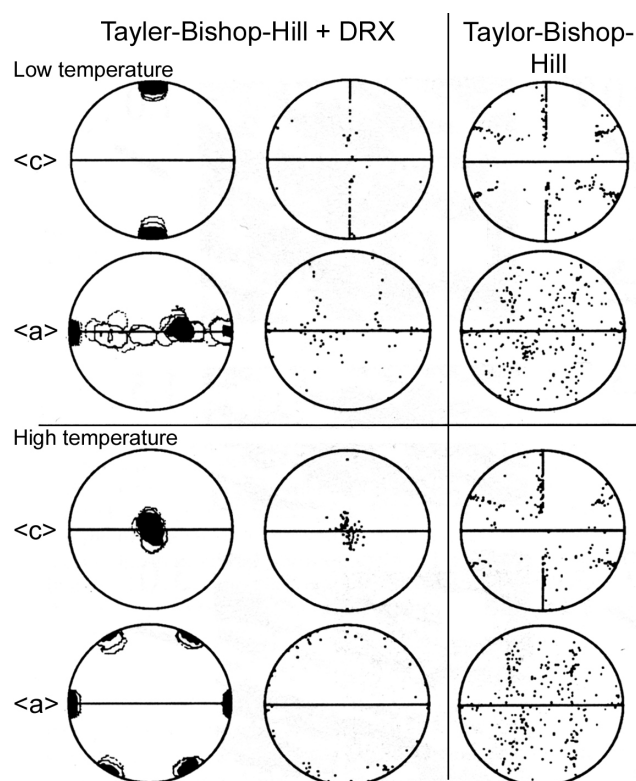 Tayler-Bishop-Hill + DRX
Taylor-Bishop-
Hill
Low temperature
<c>
<a>
High temperature
<c>
<a>